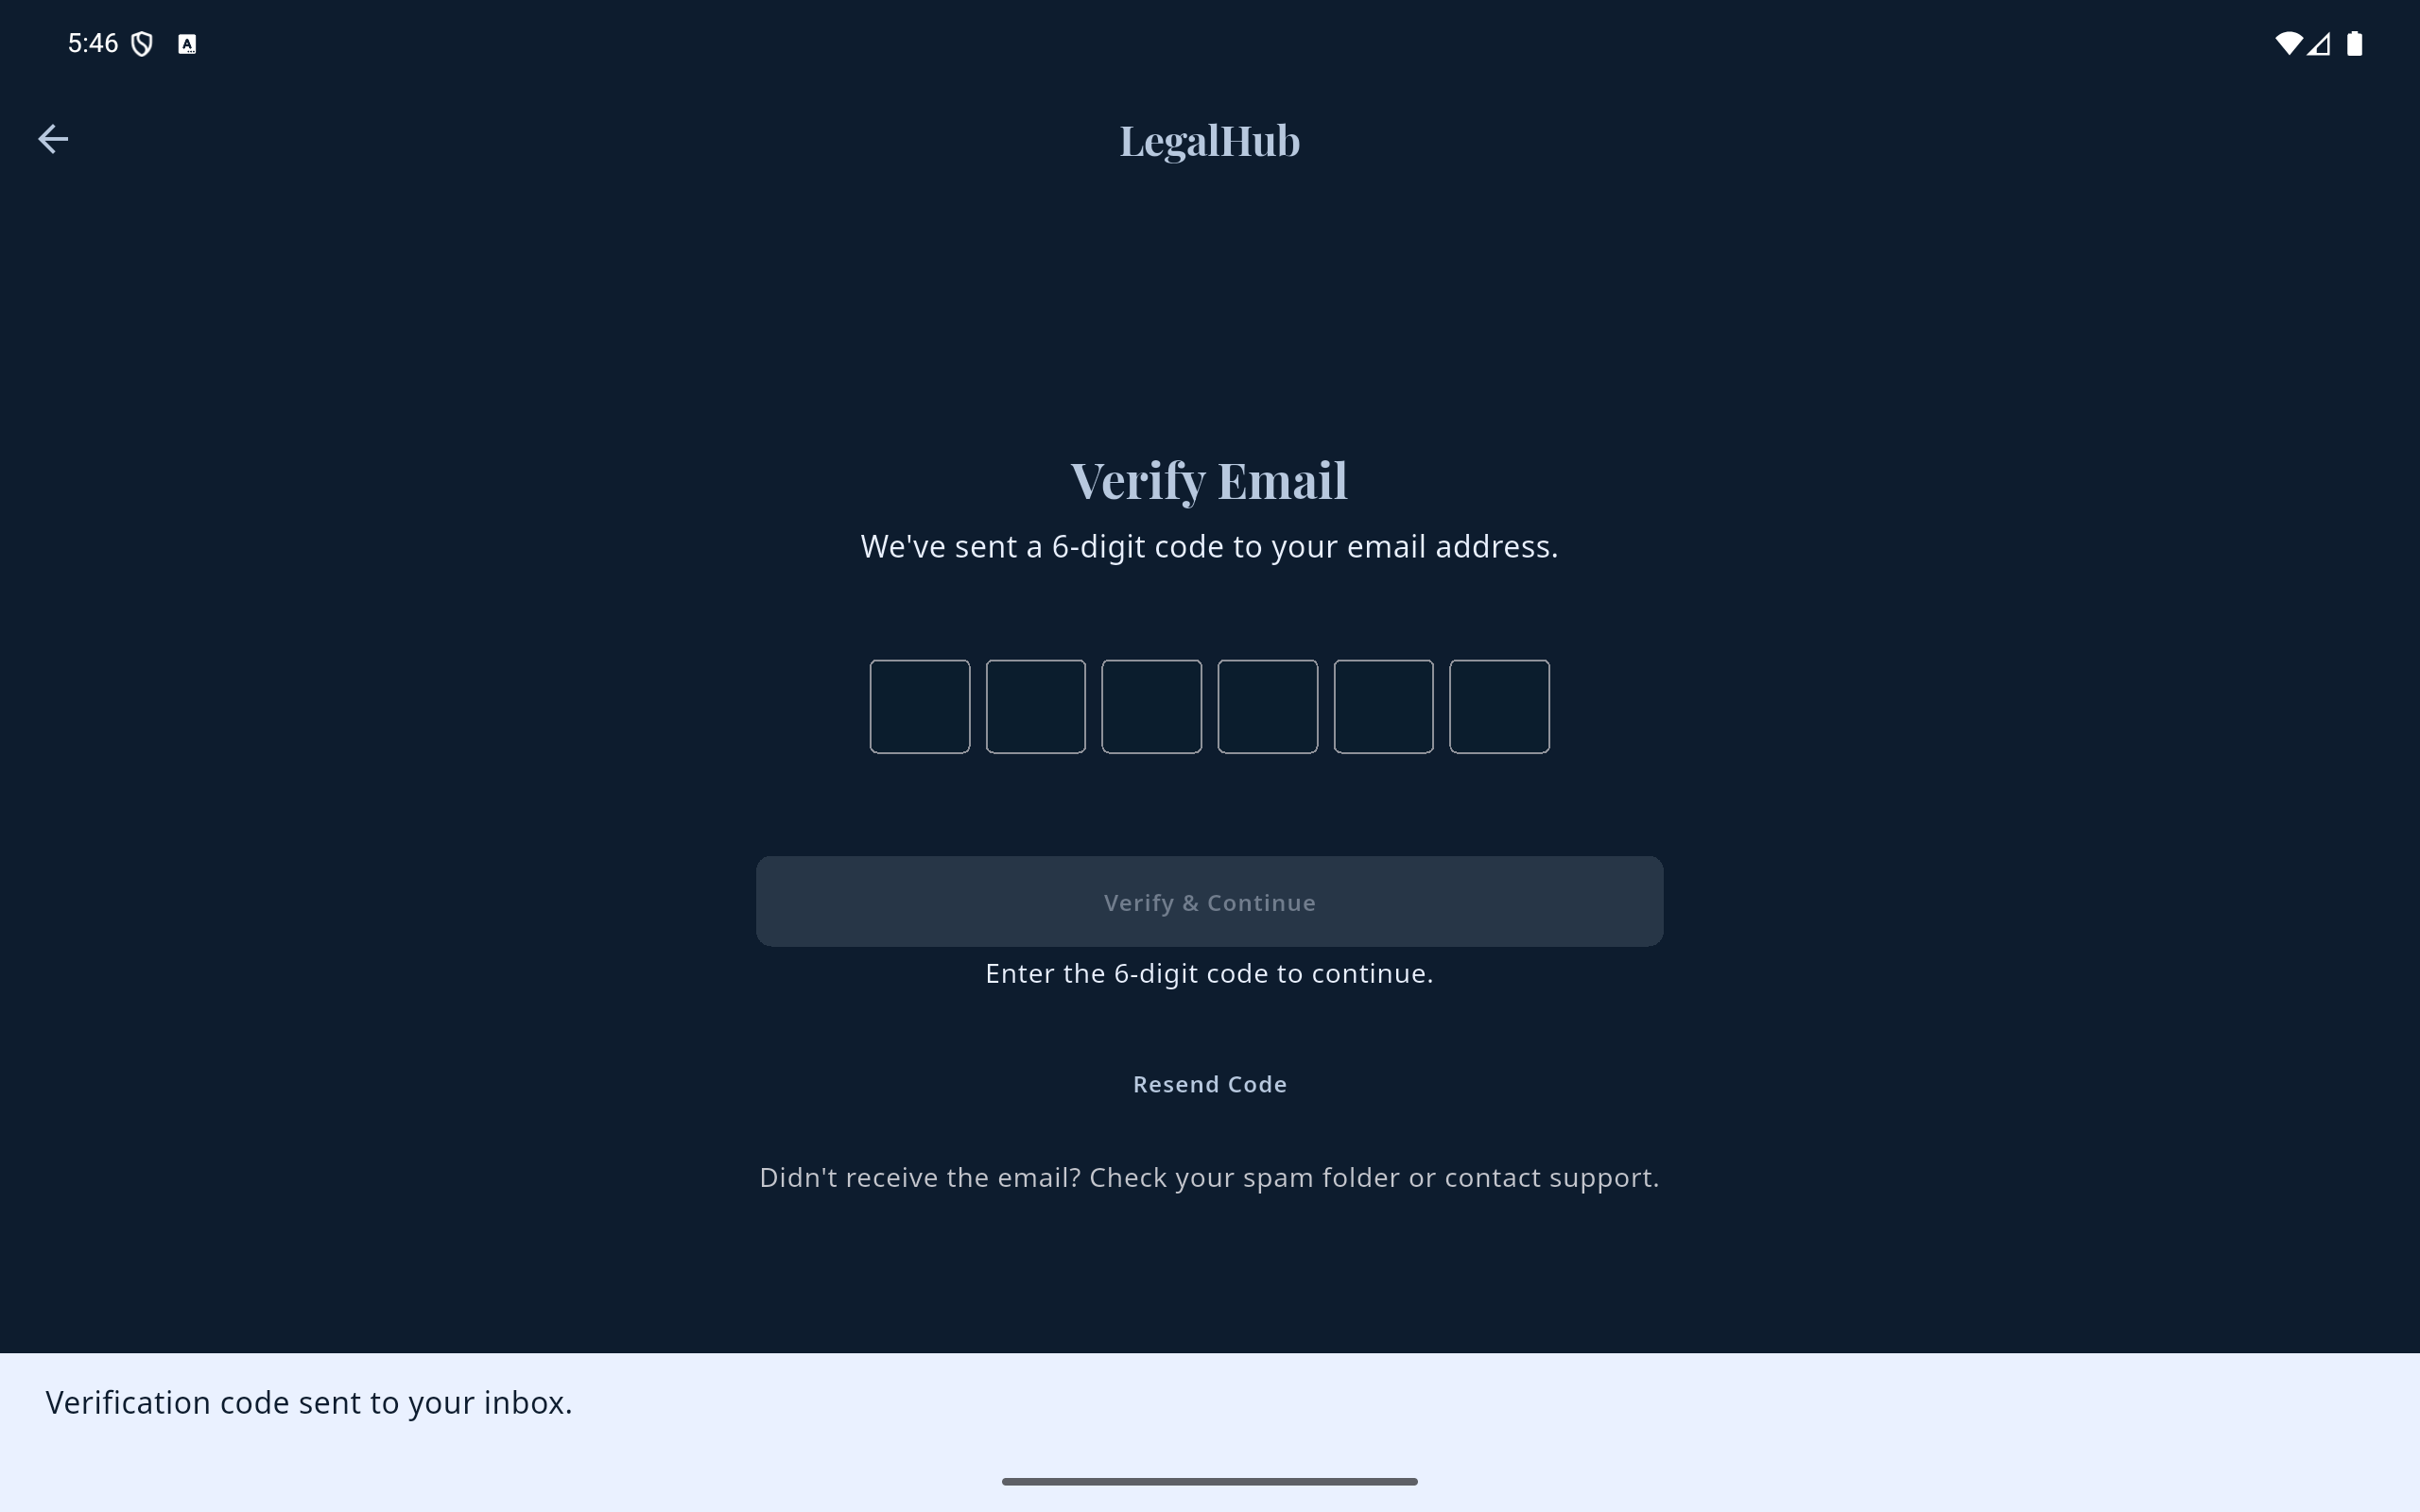 5:46
LegalHub
Verify Email
We've sent a 6-digit code to your email address.
Verify & Continue
Enter the 6-digit code to continue.
Resend Code
Didn't receive the email? Check your spam folder or contact support.
Verification code sent to your inbox.